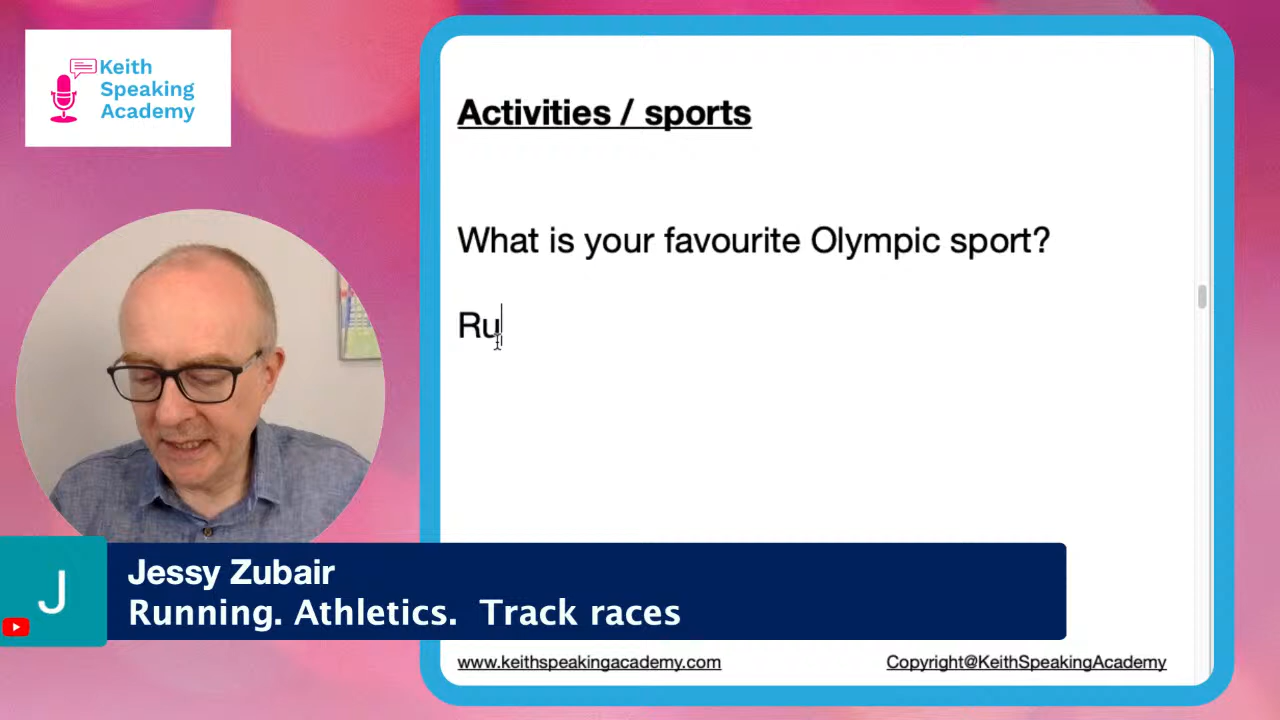 Keith
Speaking
Academy
Activities / sports
What is your favourite Olympic sport?
Ru
J
Jessy Zubair
Running. Athletics.  Track races
www.keithspeakingacademy.com
Copyright@KeithSpeakingAcademy